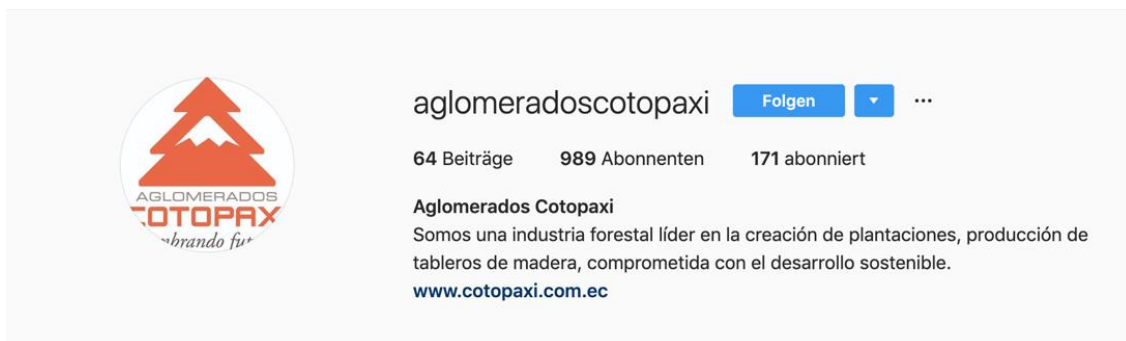 aglomeradoscotopaxi Folgen
64 Beiträge 989 Abonnenten 171 abonniert
AGLOMERADOS
COTOPAX
Aglomerados Cotopaxi
Somos una industria forestal líder en la creación de plantaciones, producción de
tableros de madera, comprometida con el desarrollo sostenible.
www.cotopaxi.com.ec